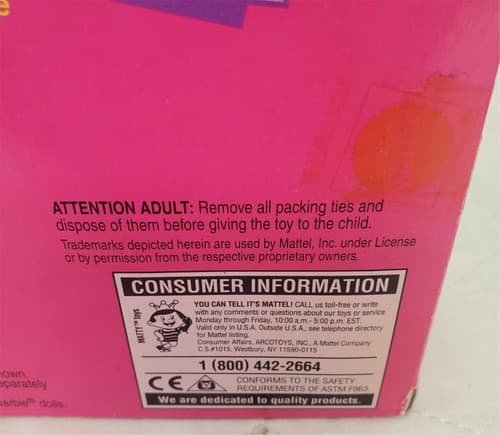 e
ATTENTION ADULT: Remove all packing ties and
dispose of them before giving the toy to the child.
Trademarks depicted herein are used by Mattel, Inc. under License
or by permission from the respective proprietary owners.
CONSUMER INFORMATION
MATTY™ toys
YOU CAN TELL IT'S MATTEL! CALL us toll-free or write
with any comments or questions about our toys or service.
Monday through Friday, 10:00 a.m.- 5:00 p.m. EST.
Valid only in U.S.A. Outside U.S.A., see telephone directory
for Mattel listing.
Consumer Affairs, ARCOTOYS, INC., A Mattel Company
C.S.#1015, Westbury, NY 11590-0115
1 (800) 442-2664
CE
CONFORMS TO THE SAFETY
REQUIREMENTS OF ASTM F963.
We are dedicated to quality products.
own.
eparately
arbie® dolls.